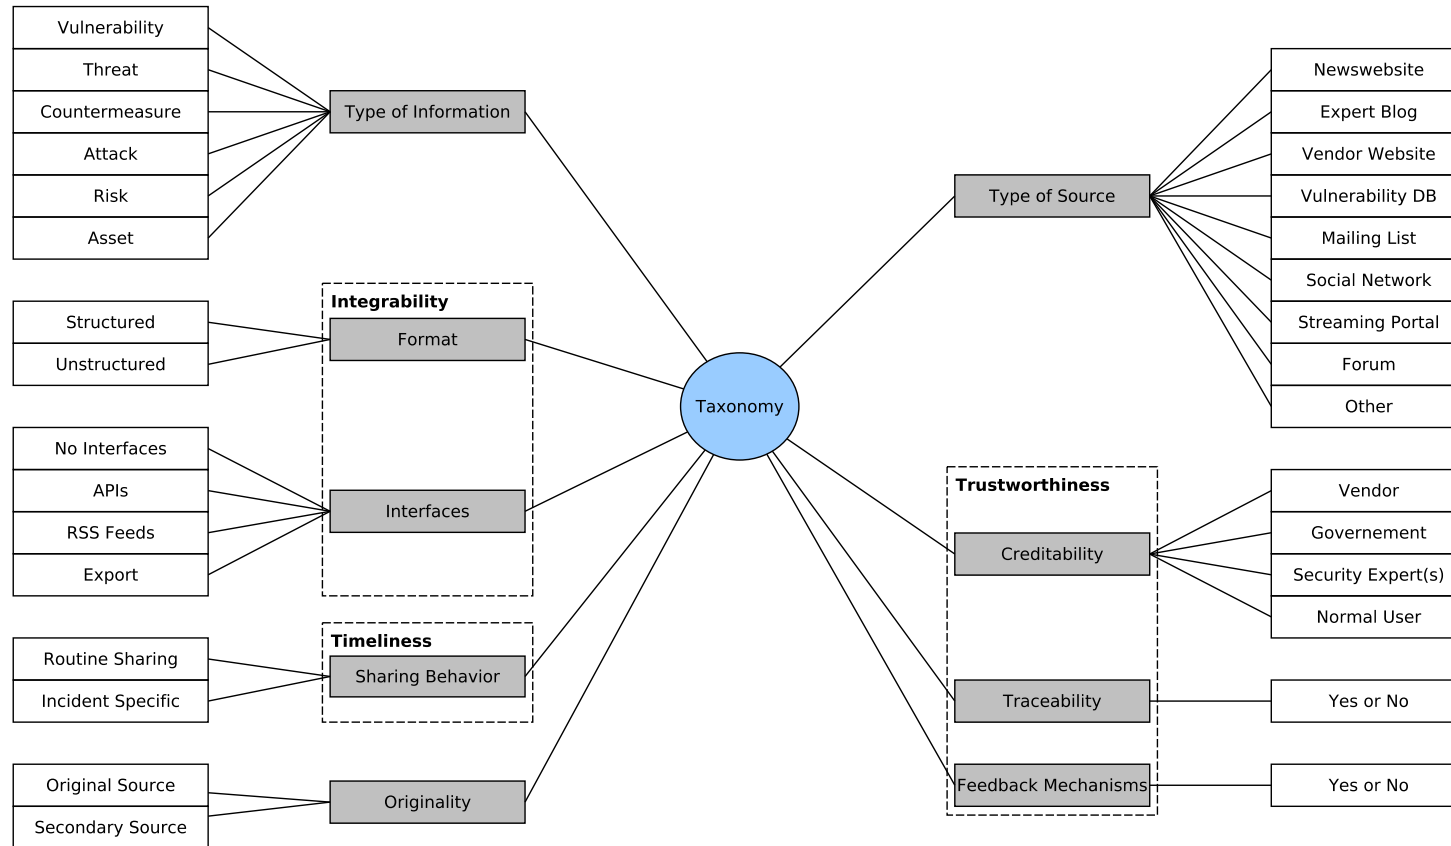 Vulnerability
Threat
Countermeasure
Attack
Risk
Asset
Type of Information
Structured
Unstructured
Integrability
Format
No Interfaces
APIs
RSS Feeds
Export
Interfaces
Routine Sharing
Incident Specific
Timeliness
Sharing Behavior
Original Source
Secondary Source
Originality
Taxonomy
Type of Source
Newswebsite
Expert Blog
Vendor Website
Vulnerability DB
Mailing List
Social Network
Streaming Portal
Forum
Other
Trustworthiness
Creditability
Vendor
Governement
Security Expert(s)
Normal User
Traceability
Yes or No
Feedback Mechanisms
Yes or No